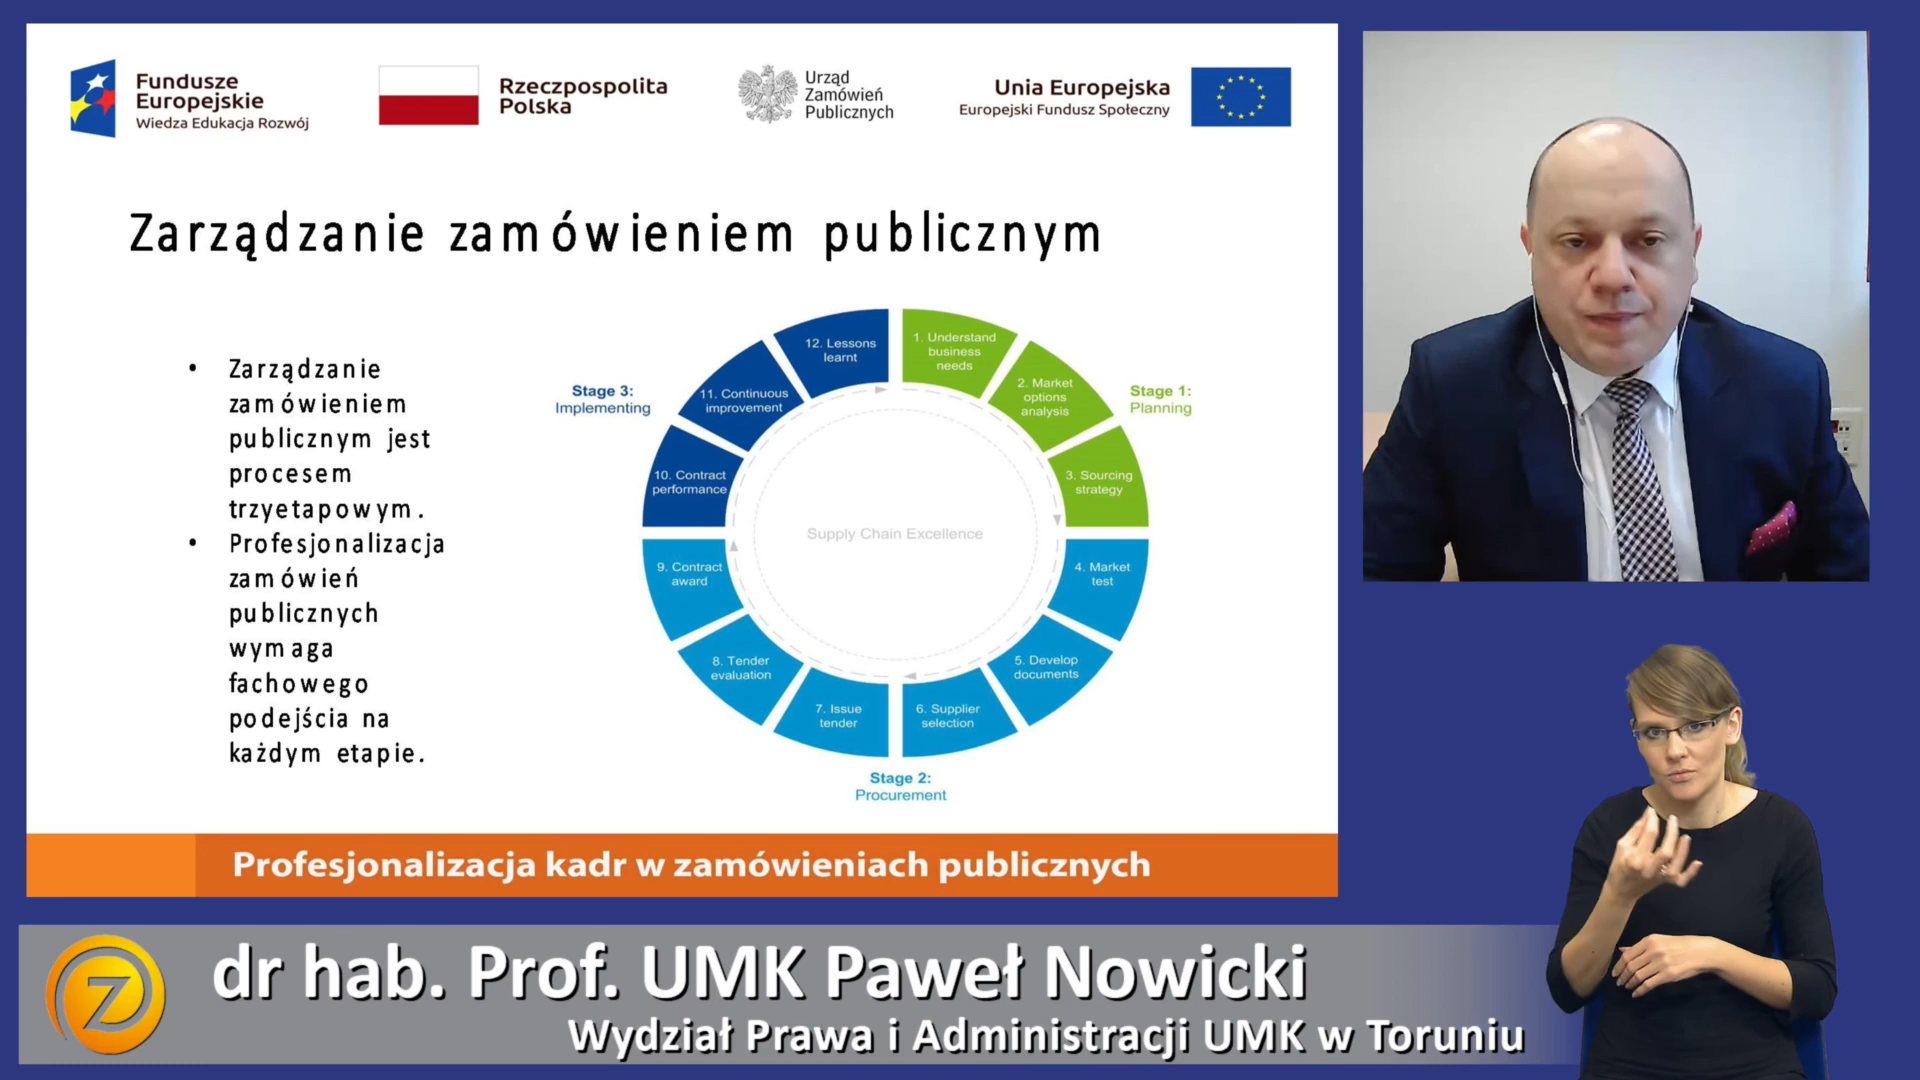 Fundusze
Europejskie
Wiedza Edukacja Rozwój
Rzeczpospolita
Polska
Urząd
Zamówień
Publicznych
Unia Europejska
Europejski Fundusz Społeczny
Zarządzanie zamówieniem publicznym
• Zarządzanie
zamówieniem
publicznym jest
procesem
trzyetapowym.
• Profesjonalizacja
zamówień
publicznych
wymaga
fachowego
podejścia na
każdym etapie.
Stage 1:
Planning
1. Understand
business
needs
2. Market
options
analysis
3. Sourcing
strategy
4. Market
test
5. Develop
documents
6. Supplier
selection
Stage 2:
Procurement
7. Issue
tender
8. Tender
evaluation
9. Contract
award
10. Contract
performance
11. Continuous
improvement
12. Lessons
learnt
Stage 3:
Implementing
Supply Chain Excellence
Profesjonalizacja kadr w zamówieniach publicznych
Z
dr hab. Prof. UMK Paweł Nowicki
Wydział Prawa i Administracji UMK w Toruniu